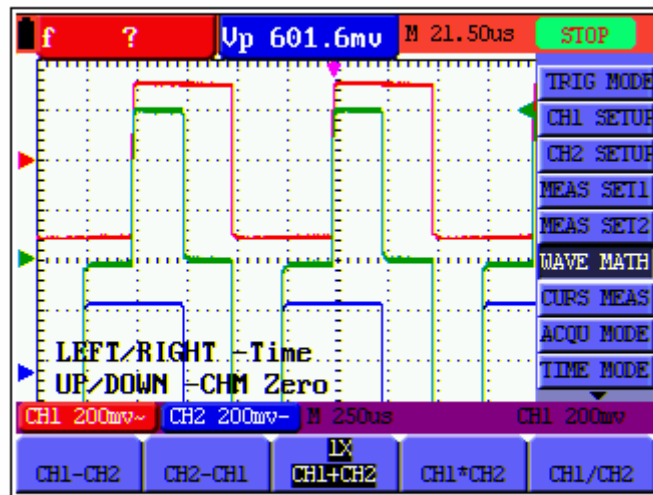 f ? Vp 601.6mv M 21.50us STOP
TRIG MODE
CH1 SETUP
CH2 SETUP
MEAS SET1
MEAS SET2
WAVE MATH
CURS MEAS
ACQU MODE
TIME MODE
LEFT/RIGHT -Time
UP/DOWN -CHM Zero
CH1 200mv~ CH2 200mv- M 250us CH1 200mv
CH1-CH2 CH2-CH1 1X CH1+CH2 CH1*CH2 CH1/CH2